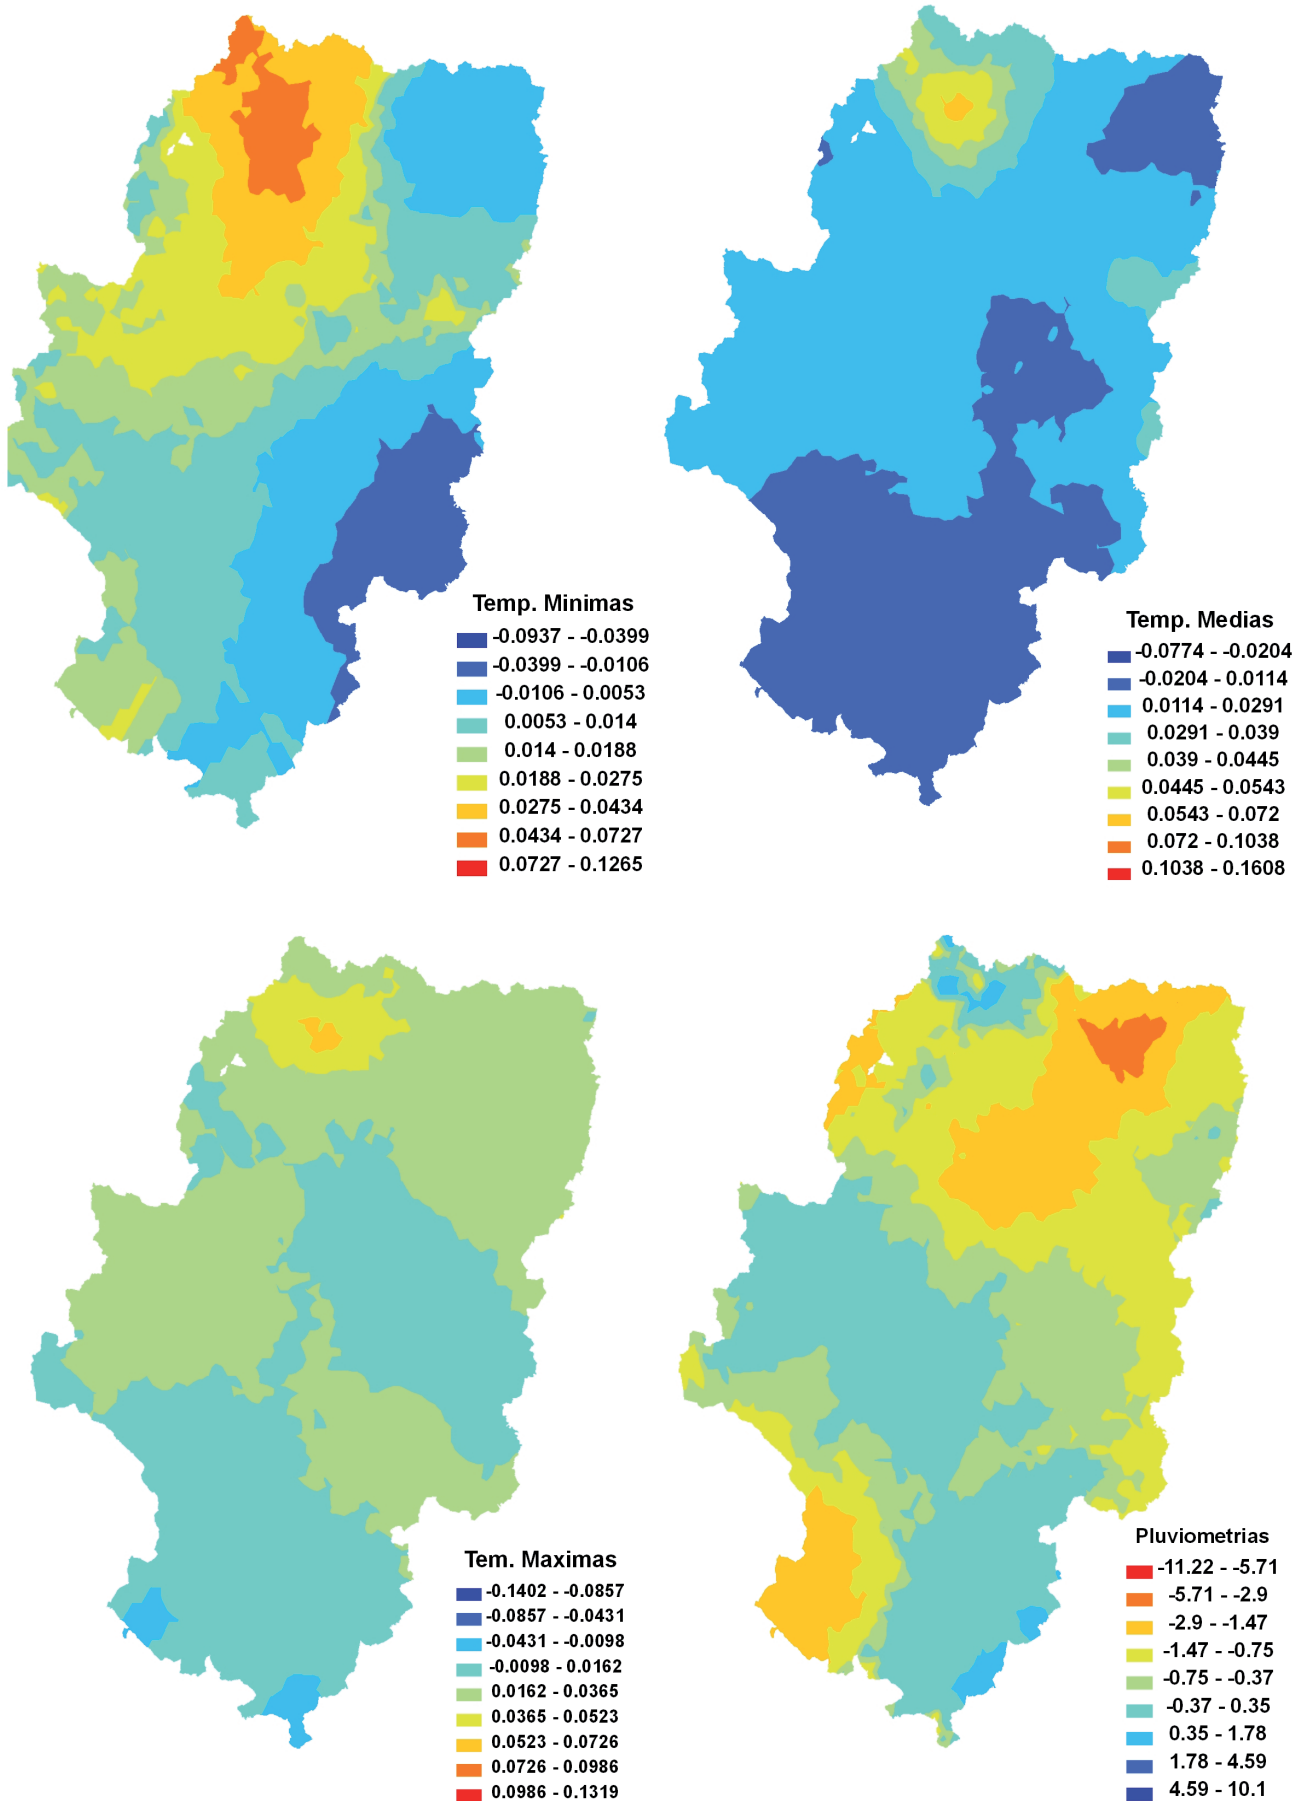 Temp. Minimas
-0.0937 - -0.0399
-0.0399 - -0.0106
-0.0106 - 0.0053
0.0053 - 0.014
0.014 - 0.0188
0.0188 - 0.0275
0.0275 - 0.0434
0.0434 - 0.0727
0.0727 - 0.1265
Temp. Medias
-0.0774 - -0.0204
-0.0204 - 0.0114
0.0114 - 0.0291
0.0291 - 0.039
0.039 - 0.0445
0.0445 - 0.0543
0.0543 - 0.072
0.072 - 0.1038
0.1038 - 0.1608
Tem. Maximas
-0.1402 - -0.0857
-0.0857 - -0.0431
-0.0431 - -0.0098
-0.0098 - 0.0162
0.0162 - 0.0365
0.0365 - 0.0523
0.0523 - 0.0726
0.0726 - 0.0986
0.0986 - 0.1319
Pluviometrias
-11.22 - -5.71
-5.71 - -2.9
-2.9 - -1.47
-1.47 - -0.75
-0.75 - -0.37
-0.37 - 0.35
0.35 - 1.78
1.78 - 4.59
4.59 - 10.1